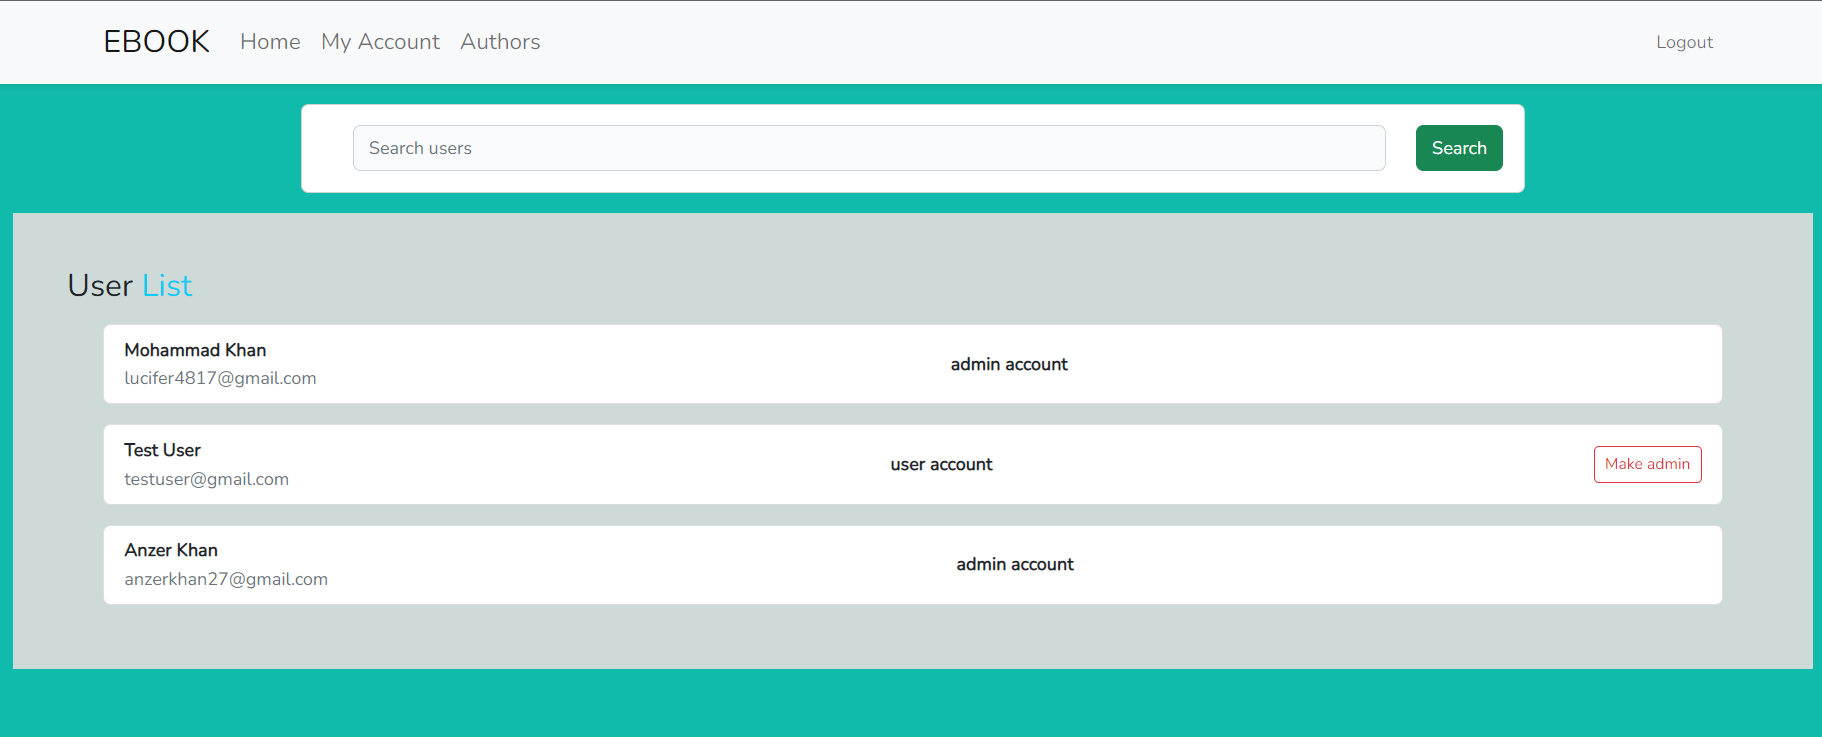 EBOOK Home My Account Authors Logout
Search users Search
User List
Mohammad Khan
lucifer4817@gmail.com
admin account
Test User
testuser@gmail.com
user account
Make admin
Anzer Khan
anzerkhan27@gmail.com
admin account